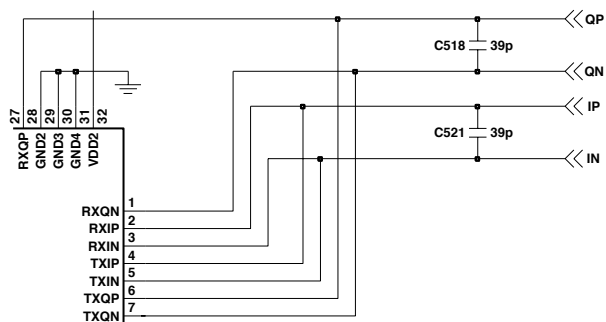 QP
C518 39p
QN
IP
C521 39p
IN
27
28
29
30
31
32
RXQP
GND2
GND3
GND4
VDD2
RXQN 1
RXIP 2
RXIN 3
TXIP 4
TXIN 5
TXQP 6
TXQN 7